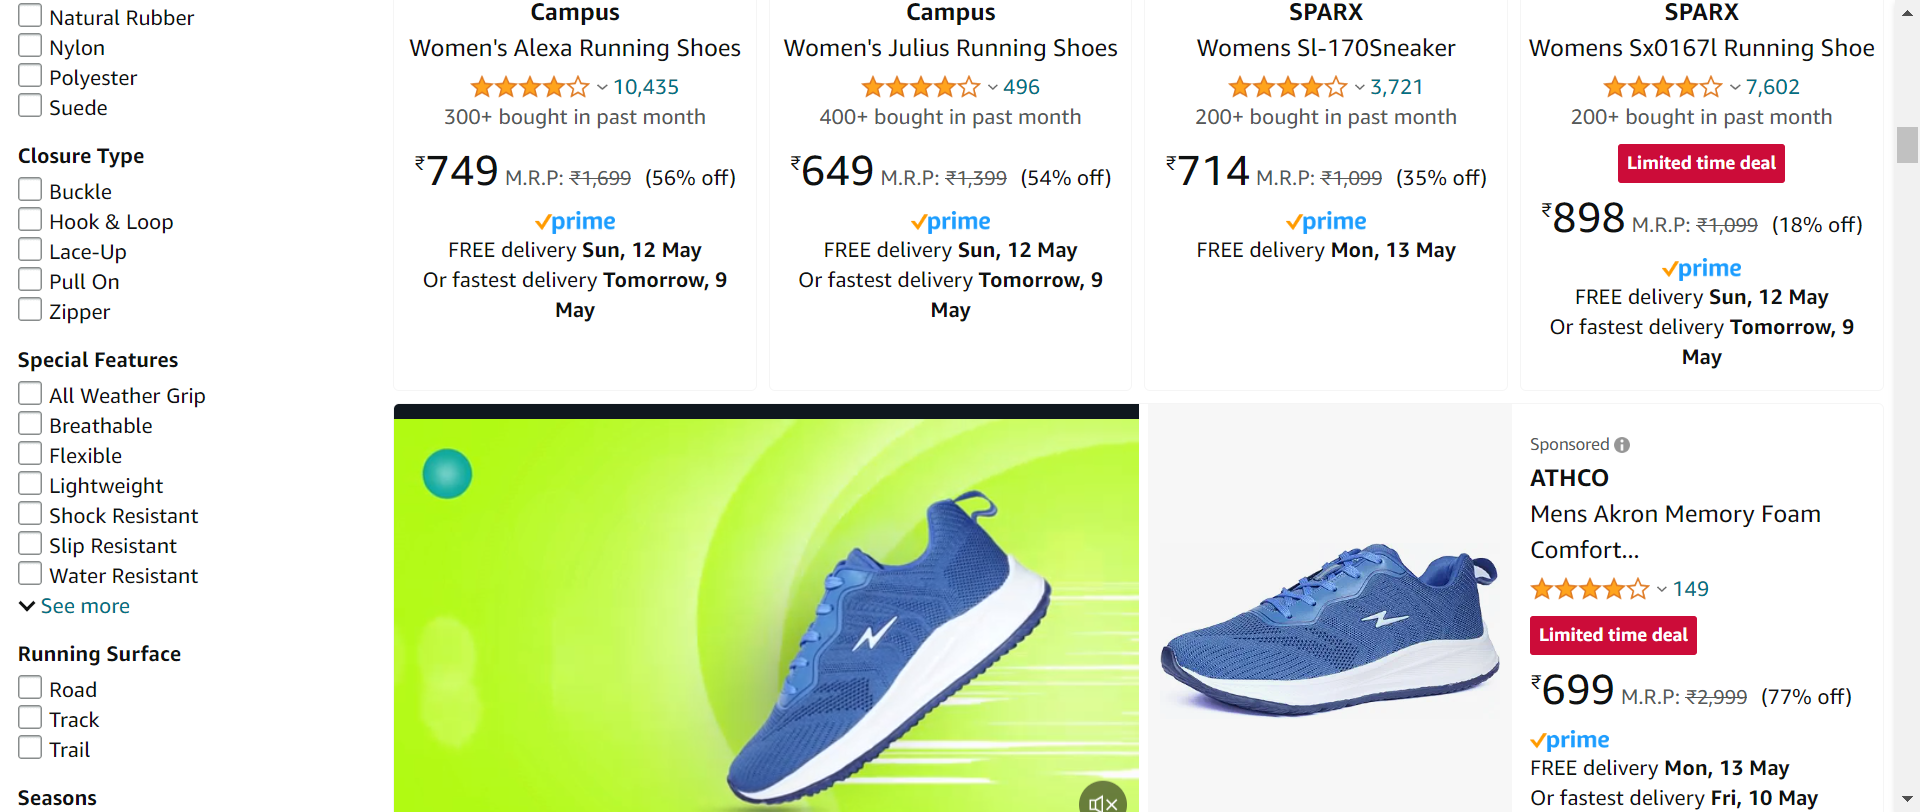 Natural Rubber
Nylon
Polyester
Suede
Closure Type
Buckle
Hook & Loop
Lace-Up
Pull On
Zipper
Special Features
All Weather Grip
Breathable
Flexible
Lightweight
Shock Resistant
Slip Resistant
Water Resistant
See more
Running Surface
Road
Track
Trail
Seasons
Campus
Women's Alexa Running Shoes
10,435
300+ bought in past month
₹749 M.R.P: ₹1,699 (56% off)
prime
FREE delivery Sun, 12 May
Or fastest delivery Tomorrow, 9
May
Campus
Women's Julius Running Shoes
496
400+ bought in past month
₹649 M.R.P: ₹1,399 (54% off)
prime
FREE delivery Sun, 12 May
Or fastest delivery Tomorrow, 9
May
SPARX
Womens Sl-170Sneaker
3,721
200+ bought in past month
₹714 M.R.P: ₹1,099 (35% off)
prime
FREE delivery Mon, 13 May
SPARX
Womens Sx0167l Running Shoe
7,602
200+ bought in past month
Limited time deal
₹898 M.R.P: ₹1,099 (18% off)
prime
FREE delivery Sun, 12 May
Or fastest delivery Tomorrow, 9
May
Sponsored
ATHCO
Mens Akron Memory Foam
Comfort...
149
Limited time deal
₹699 M.R.P: ₹2,999 (77% off)
prime
FREE delivery Mon, 13 May
Or fastest delivery Fri, 10 May